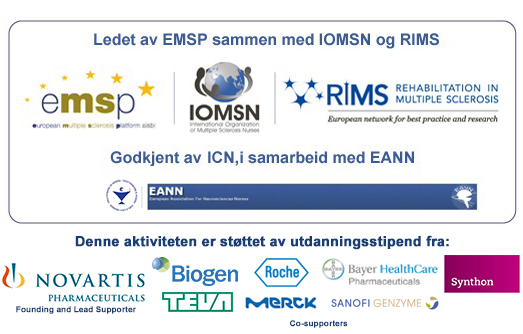 Ledet av EMSP sammen med IOMSN og RIMS
emsp
european multiple sclerosis platform aisbl
IOMSN
International Organization
of Multiple Sclerosis Nurses
RIMS
REHABILITATION IN
MULTIPLE SCLEROSIS
European network for best practice and research
Godkjent av ICN,i samarbeid med EANN
EANN
European Association For Neurosciences Nurses
Denne aktiviteten er støttet av utdanningsstipend fra:
NOVARTIS
PHARMACEUTICALS
Founding and Lead Supporter
Biogen
Roche
Bayer HealthCare
Pharmaceuticals
Synthon
TEVA
MERCK
SANOFI GENZYME
Co-supporters